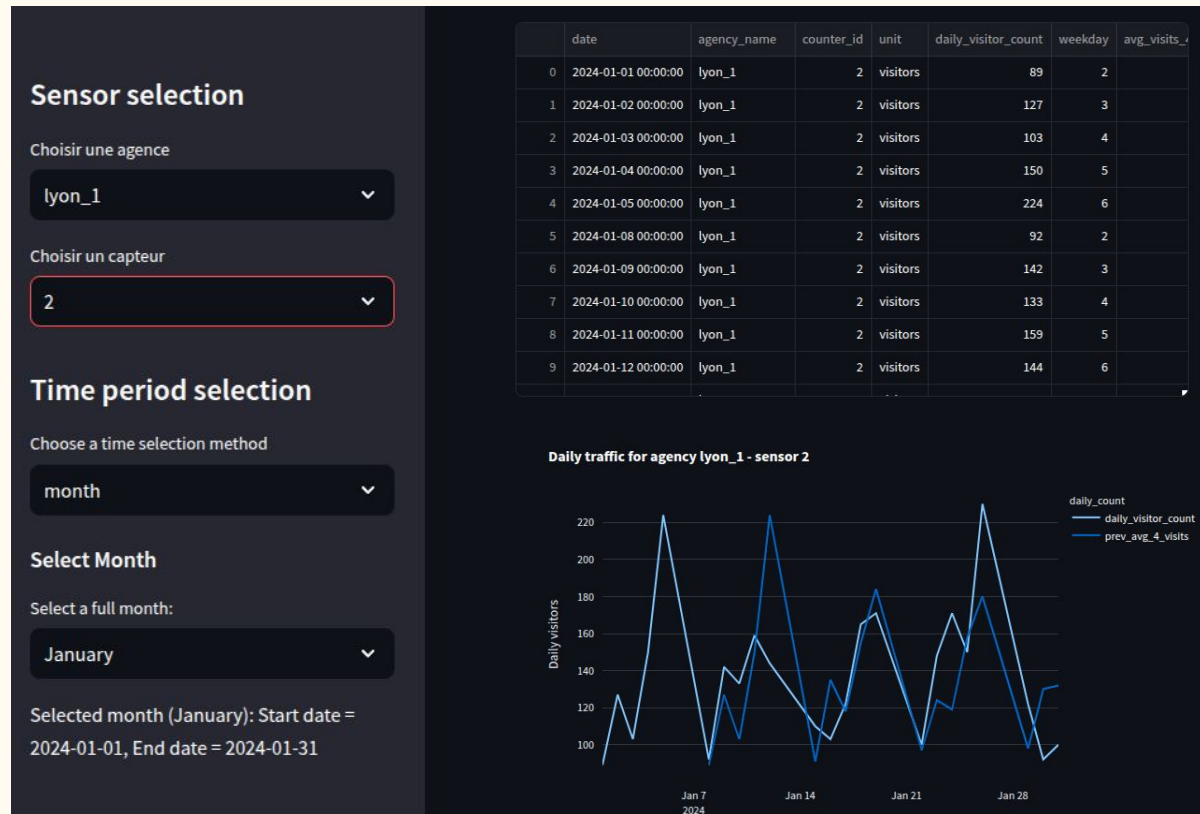 Sensor selection
Choisir une agence
lyon_1
Choisir un capteur
2
Time period selection
Choose a time selection method
month
Select Month
Select a full month:
January
Selected month (January): Start date =
2024-01-01, End date = 2024-01-31
date agency_name counter_id unit daily_visitor_count weekday avg_visits_4
0 2024-01-01 00:00:00 lyon_1 2 visitors 89 2
1 2024-01-02 00:00:00 lyon_1 2 visitors 127 3
2 2024-01-03 00:00:00 lyon_1 2 visitors 103 4
3 2024-01-04 00:00:00 lyon_1 2 visitors 150 5
4 2024-01-05 00:00:00 lyon_1 2 visitors 224 6
5 2024-01-08 00:00:00 lyon_1 2 visitors 92 2
6 2024-01-09 00:00:00 lyon_1 2 visitors 142 3
7 2024-01-10 00:00:00 lyon_1 2 visitors 133 4
8 2024-01-11 00:00:00 lyon_1 2 visitors 159 5
9 2024-01-12 00:00:00 lyon_1 2 visitors 144 6
Daily traffic for agency lyon_1 - sensor 2
daily_count
daily_visitor_count
prev_avg_4_visits
Daily visitors
220
200
180
160
140
120
100
Jan 7 Jan 14 Jan 21 Jan 28
2024